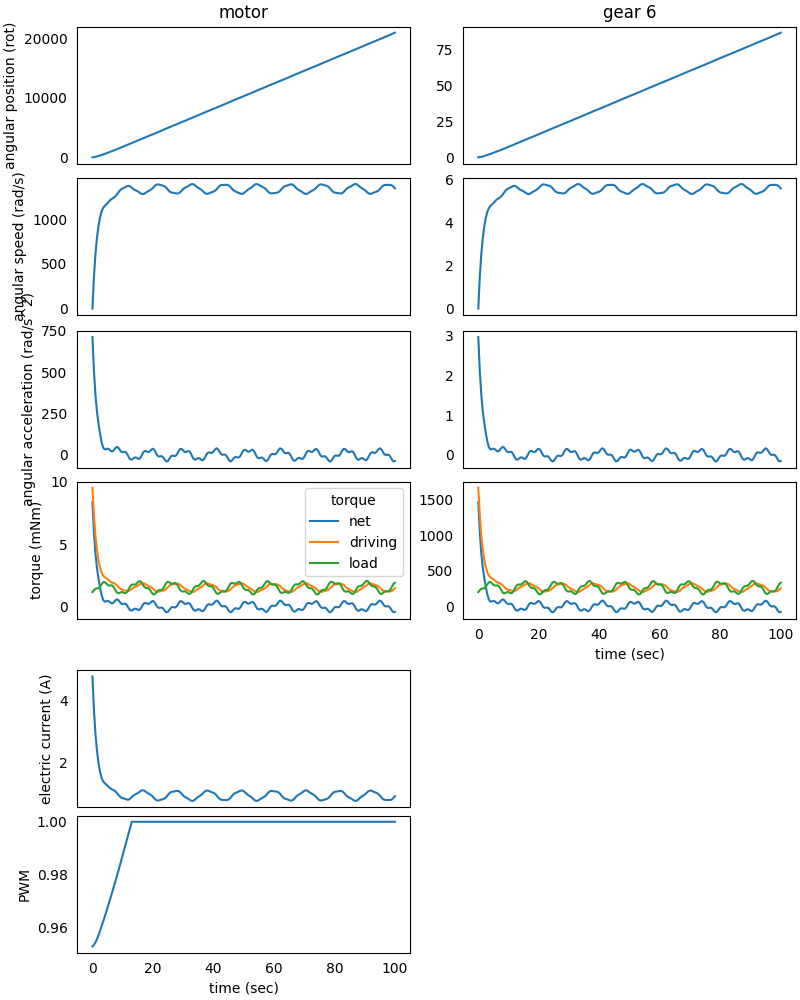 motor
gear 6
angular position (rot)
20000
10000
0
75
50
25
0
angular speed (rad/s)
1000
500
0
6
4
2
0
angular acceleration (rad/s^2)
750
500
250
0
3
2
1
0
torque (mNm)
10
5
0
torque
net
driving
load
1500
1000
500
0
0 20 40 60 80 100
time (sec)
electric current (A)
4
2
PWM
1.00
0.98
0.96
0 20 40 60 80 100
time (sec)